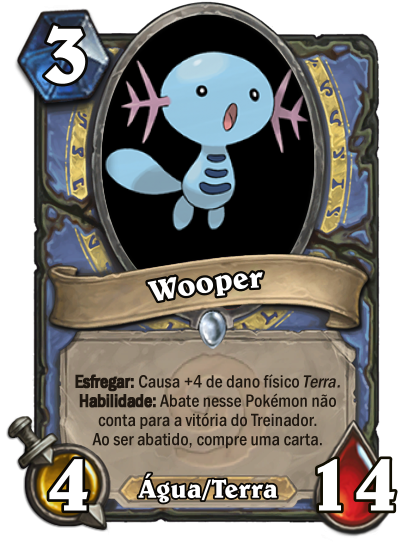 3
Wooper
Esfregar: Causa +4 de dano físico Terra.
Habilidade: Abate nesse Pokémon não
conta para a vitória do Treinador.
Ao ser abatido, compre uma carta.
4
Água/Terra
14